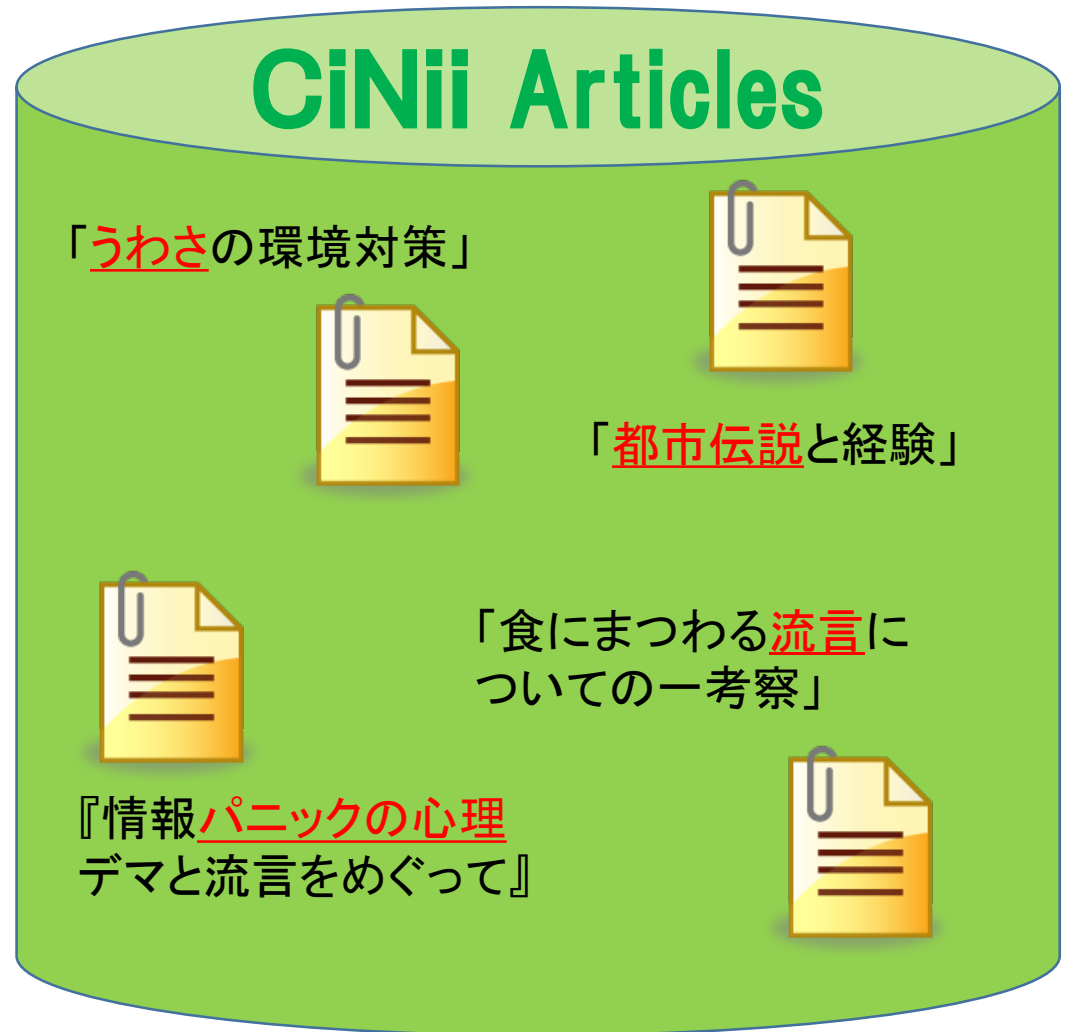 CiNii Articles
「うわさの環境対策」
「都市伝説と経験」
「食にまつわる流言に
ついての一考察」
『情報パニックの心理
デマと流言をめぐって』